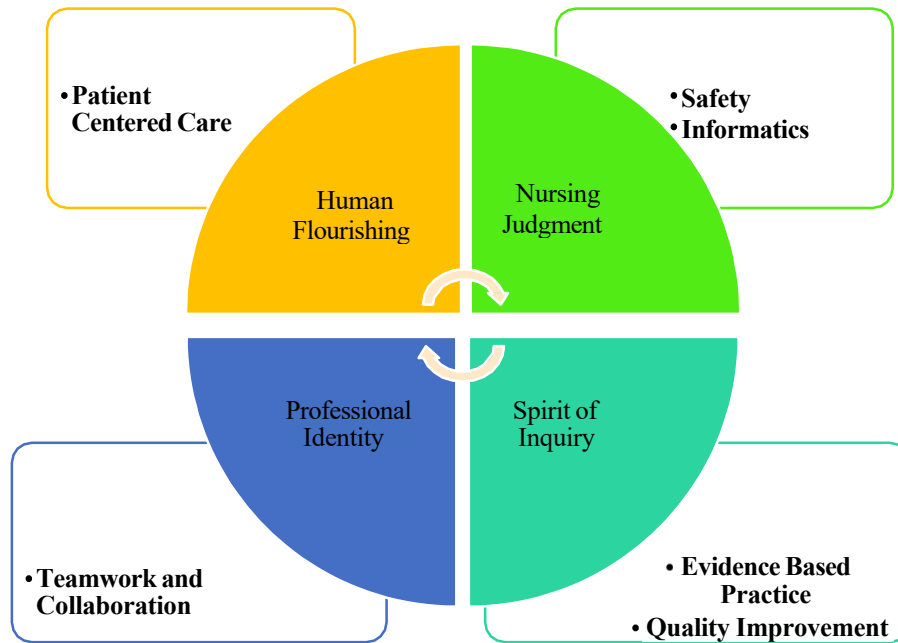 • Patient
Centered Care
• Safety
• Informatics
Human
Flourishing
Nursing
Judgment
Professional
Identity
Spirit of
Inquiry
• Teamwork and
Collaboration
• Evidence Based
Practice
• Quality Improvement